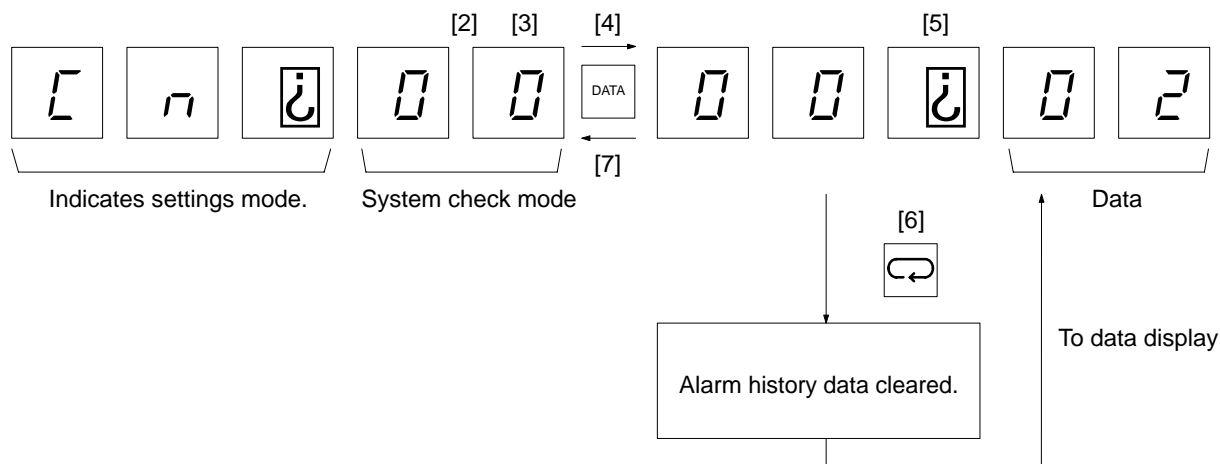 [2] [3] [4] [5]
C n ¿ 0 0 DATA 0 0 ¿ 0 2
[7]
Indicates settings mode. System check mode Data
[6]
To data display
Alarm history data cleared.